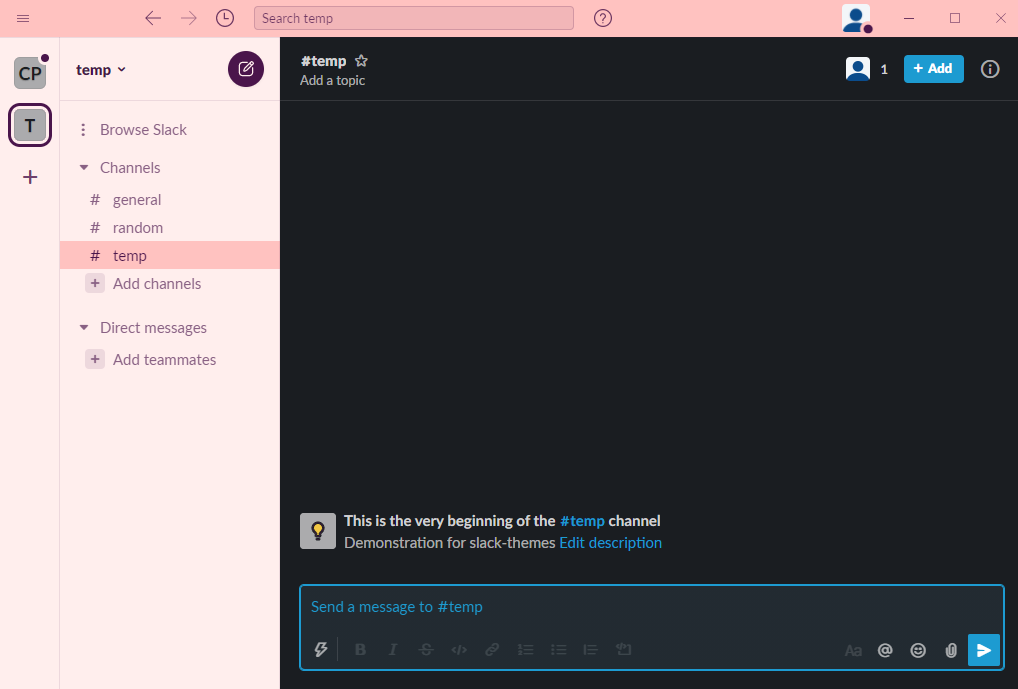 Search temp
CP
T
temp
Browse Slack
Channels
# general
# random
# temp
+ Add channels
Direct messages
+ Add teammates
#temp
Add a topic
1
+ Add
This is the very beginning of the #temp channel
Demonstration for slack-themes Edit description
Send a message to #temp
B I S </> Aa @